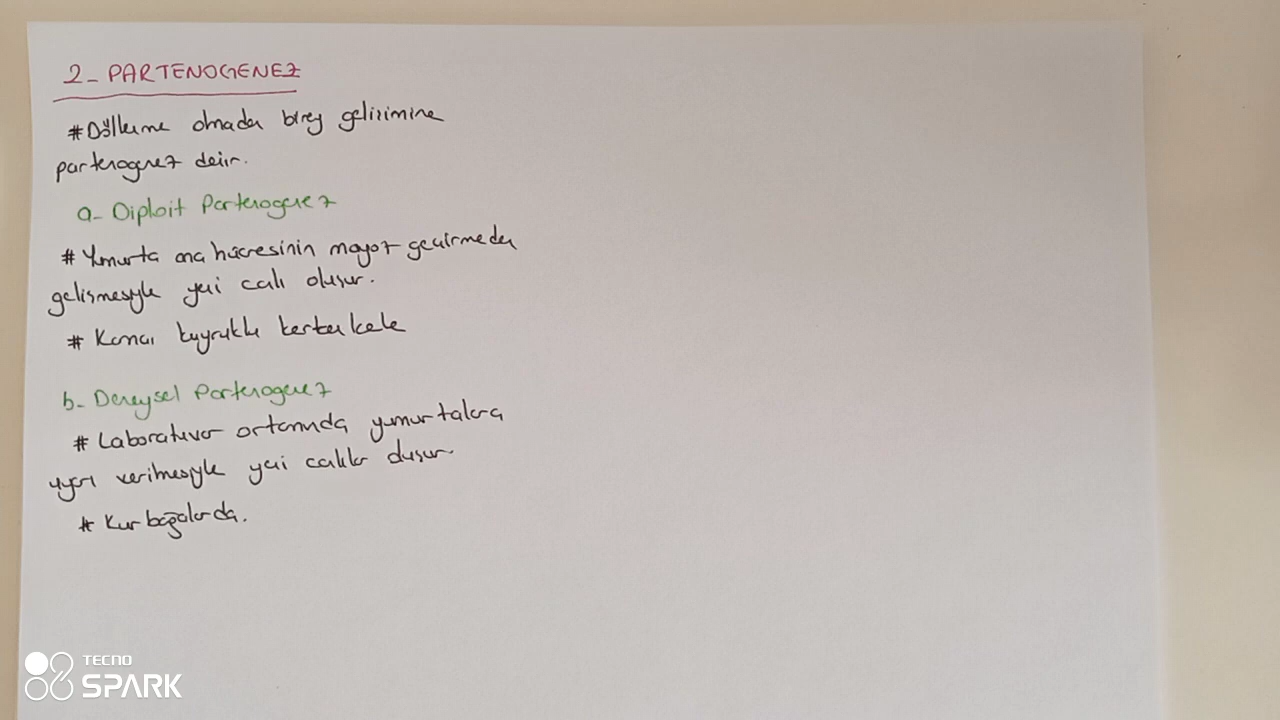 2- PARTENOGENEZ
#Döllenme olmadan birey gelişimine
partenogenez denir.
a- Diploit Partenogenez
# Yumurta ana hücresinin mayoz geçirmeden
gelişmesiyle yeni canlı oluşur.
# Kamçı kuyruklu kertenkele
b- Deneysel Partenogenez
# Laboratuvar ortamında yumurtalara
uyarı verilmesiyle yeni canlılar oluşur.
# Kurbağalarda.
TECNO
SPARK